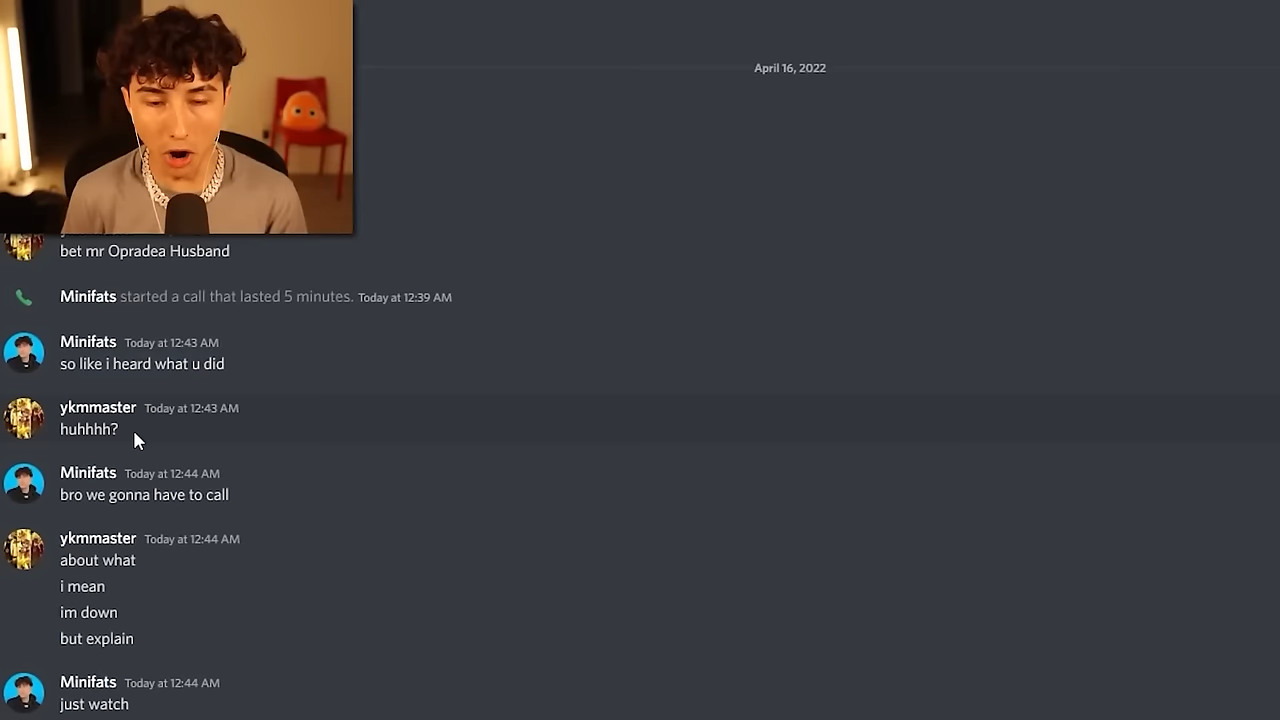 April 16, 2022
bet mr Opradea Husband
Minifats started a call that lasted 5 minutes. Today at 12:39 AM
Minifats Today at 12:43 AM
so like i heard what u did
ykmmaster Today at 12:43 AM
huhhhh?
Minifats Today at 12:44 AM
bro we gonna have to call
ykmmaster Today at 12:44 AM
about what
i mean
im down
but explain
Minifats Today at 12:44 AM
just watch